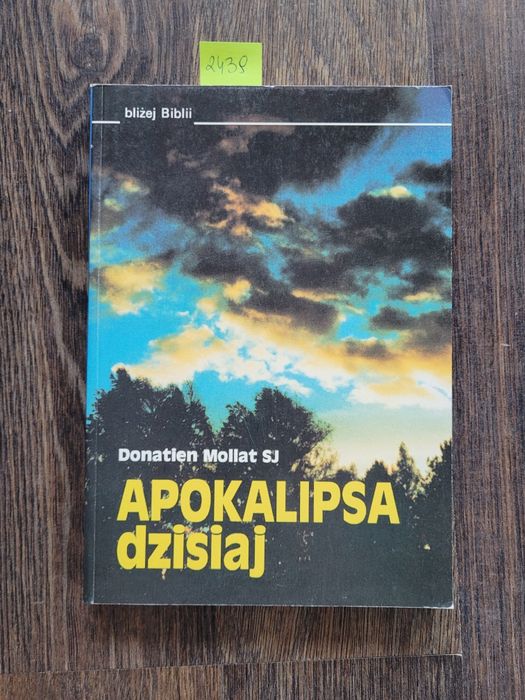 2439
bliżej Biblii
Donatien Mollat SJ
APOKALIPSA
dzisiaj